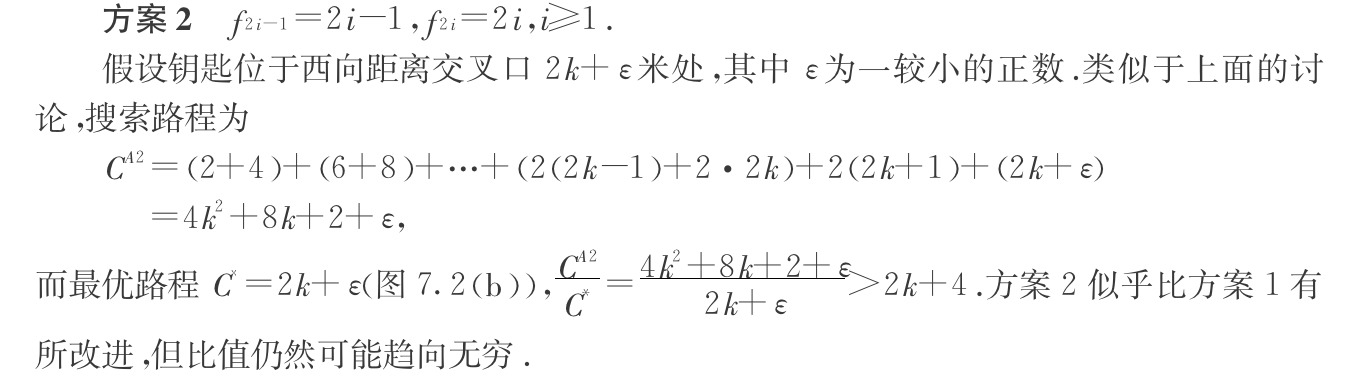 方案2 f₂ᵢ₋₁=2i-1,f₂ᵢ=2i,i≥1.
假设钥匙位于西向距离交叉口 2k+ε米处,其中 ε为一较小的正数.类似于上面的讨
论,搜索路程为
C^{A2}=(2+4)+(6+8)+…+(2(2k-1)+2·2k)+2(2k+1)+(2k+ε)
=4k²+8k+2+ε,
而最优路程 C*=2k+ε(图 7.2(b)),C^{A2}/C*=(4k²+8k+2+ε)/(2k+ε)>2k+4.方案 2 似乎比方案 1 有
所改进,但比值仍然可能趋向无穷.